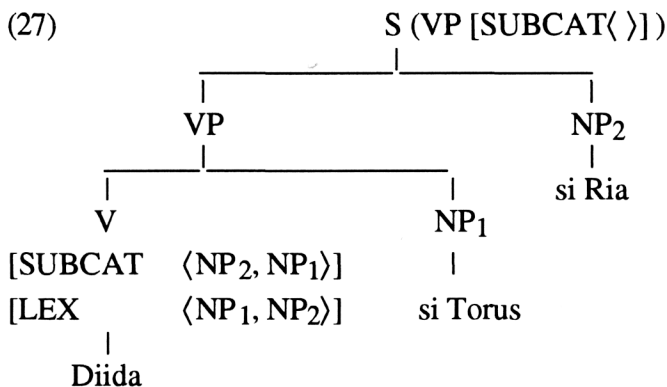 (27) S (VP [SUBCAT⟨ ⟩] )
VP NP2
si Ria
V NP1
[SUBCAT ⟨NP2, NP1⟩]
[LEX ⟨NP1, NP2⟩] si Torus
Diida